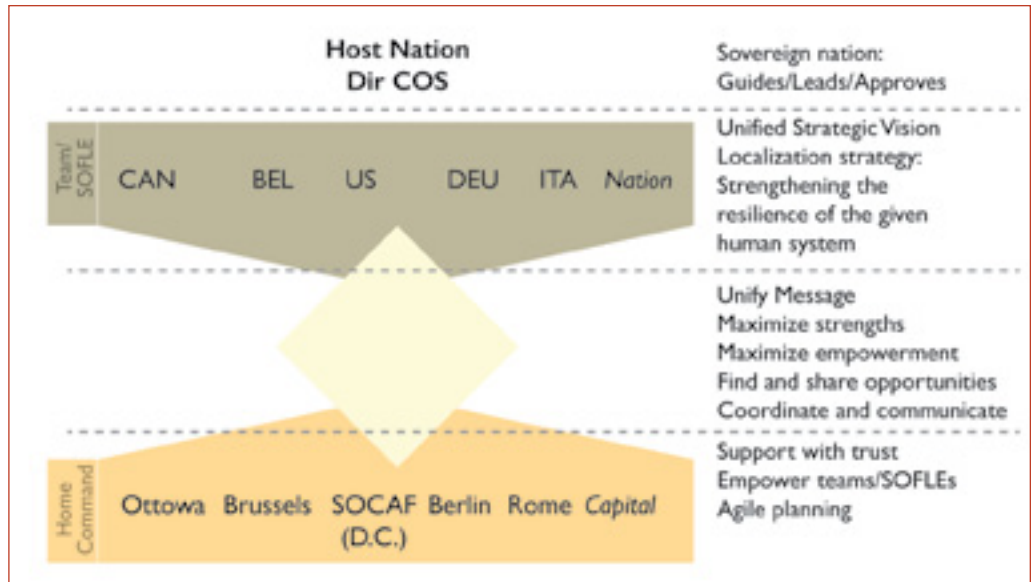 Host Nation
Dir COS
Sovereign nation:
Guides/Leads/Approves
Team/
SOFLE
CAN BEL US DEU ITA Nation
Unified Strategic Vision
Localization strategy:
Strengthening the
resilience of the given
human system
Unify Message
Maximize strengths
Maximize empowerment
Find and share opportunities
Coordinate and communicate
Home
Command
Ottowa Brussels SOCAF Berlin Rome Capital
(D.C.)
Support with trust
Empower teams/SOFLEs
Agile planning